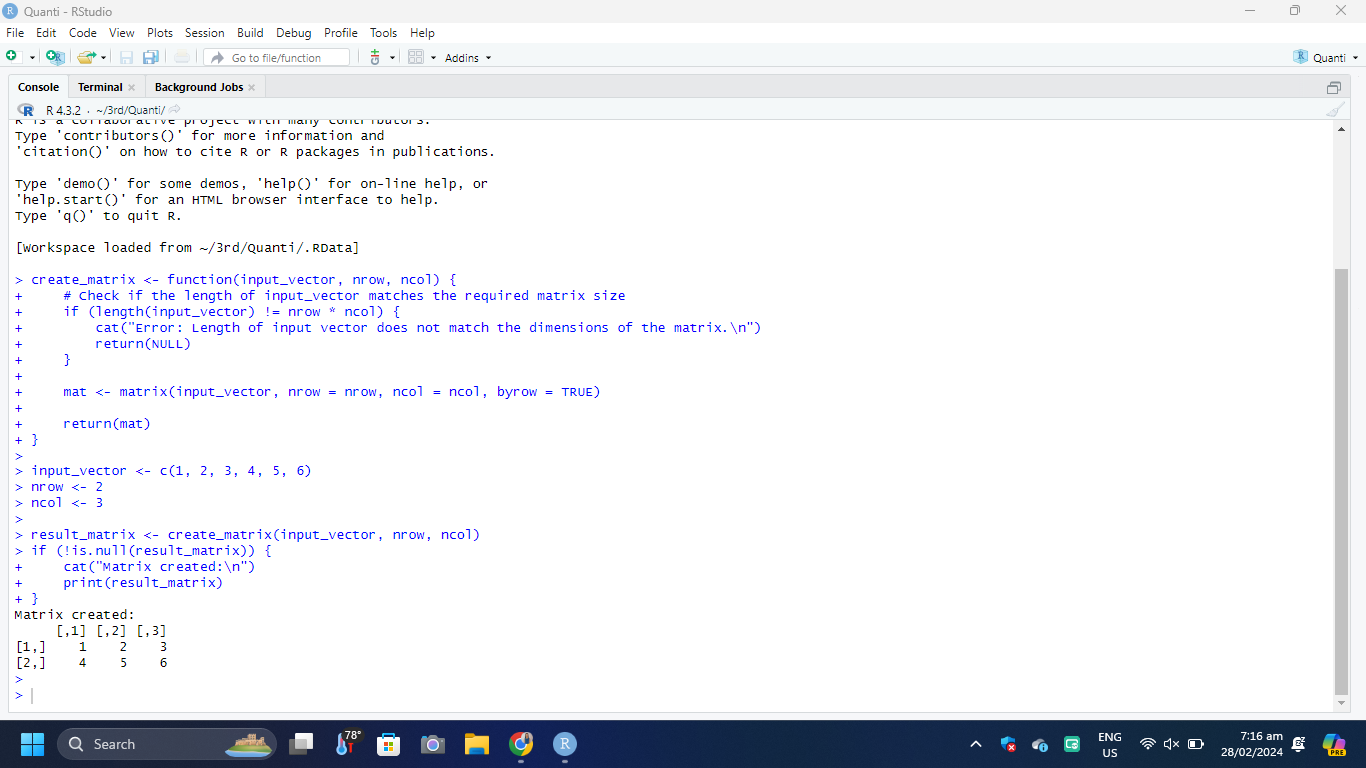 Quanti - RStudio
File Edit Code View Plots Session Build Debug Profile Tools Help
Go to file/function Addins Quanti
Console Terminal Background Jobs
R 4.3.2 · ~/3rd/Quanti/
R is a collaborative project with many contributors.
Type 'contributors()' for more information and
'citation()' on how to cite R or R packages in publications.
Type 'demo()' for some demos, 'help()' for on-line help, or
'help.start()' for an HTML browser interface to help.
Type 'q()' to quit R.
[Workspace loaded from ~/3rd/Quanti/.RData]
> create_matrix <- function(input_vector, nrow, ncol) {
+     # Check if the length of input_vector matches the required matrix size
+     if (length(input_vector) != nrow * ncol) {
+         cat("Error: Length of input vector does not match the dimensions of the matrix.\n")
+         return(NULL)
+     }
+
+     mat <- matrix(input_vector, nrow = nrow, ncol = ncol, byrow = TRUE)
+
+     return(mat)
+ }
>
> input_vector <- c(1, 2, 3, 4, 5, 6)
> nrow <- 2
> ncol <- 3
>
> result_matrix <- create_matrix(input_vector, nrow, ncol)
> if (!is.null(result_matrix)) {
+     cat("Matrix created:\n")
+     print(result_matrix)
+ }
Matrix created:
     [,1] [,2] [,3]
[1,]    1    2    3
[2,]    4    5    6
>
>
Search 78° ENG 7:16 am
US 28/02/2024 PRE